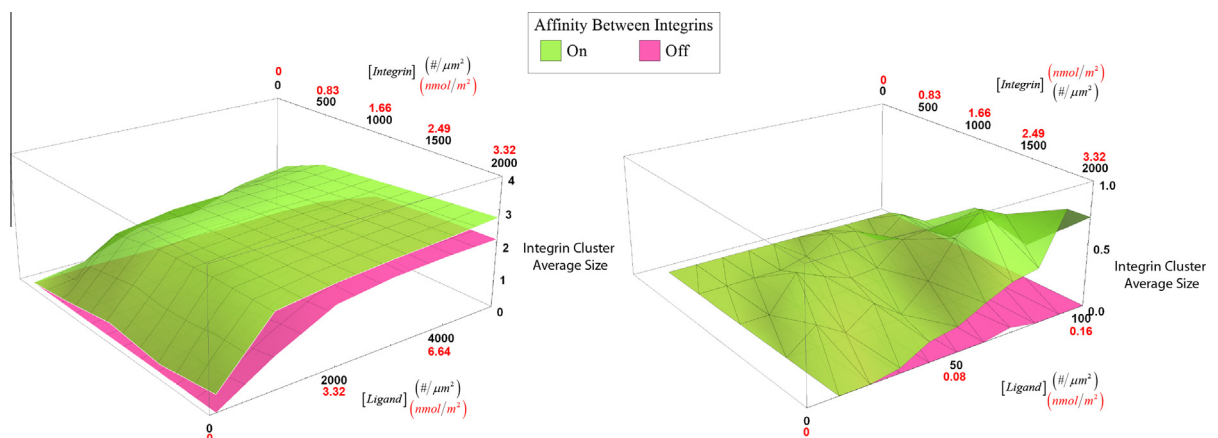 Affinity Between Integrins
On
Off
[Integrin] (#/μm²)
(nmol/m²)
0
0
0.83
500
1.66
1000
2.49
1500
3.32
2000
4
3
2
1
0
Integrin Cluster
Average Size
4000
6.64
2000
3.32
0
0
[Ligand] (#/μm²)
(nmol/m²)
[Integrin] (nmol/m²)
(#/μm²)
0
0
0.83
500
1.66
1000
2.49
1500
3.32
2000
1.0
0.5
0.0
Integrin Cluster
Average Size
100
0.16
50
0.08
0
0
[Ligand] (#/μm²)
(nmol/m²)